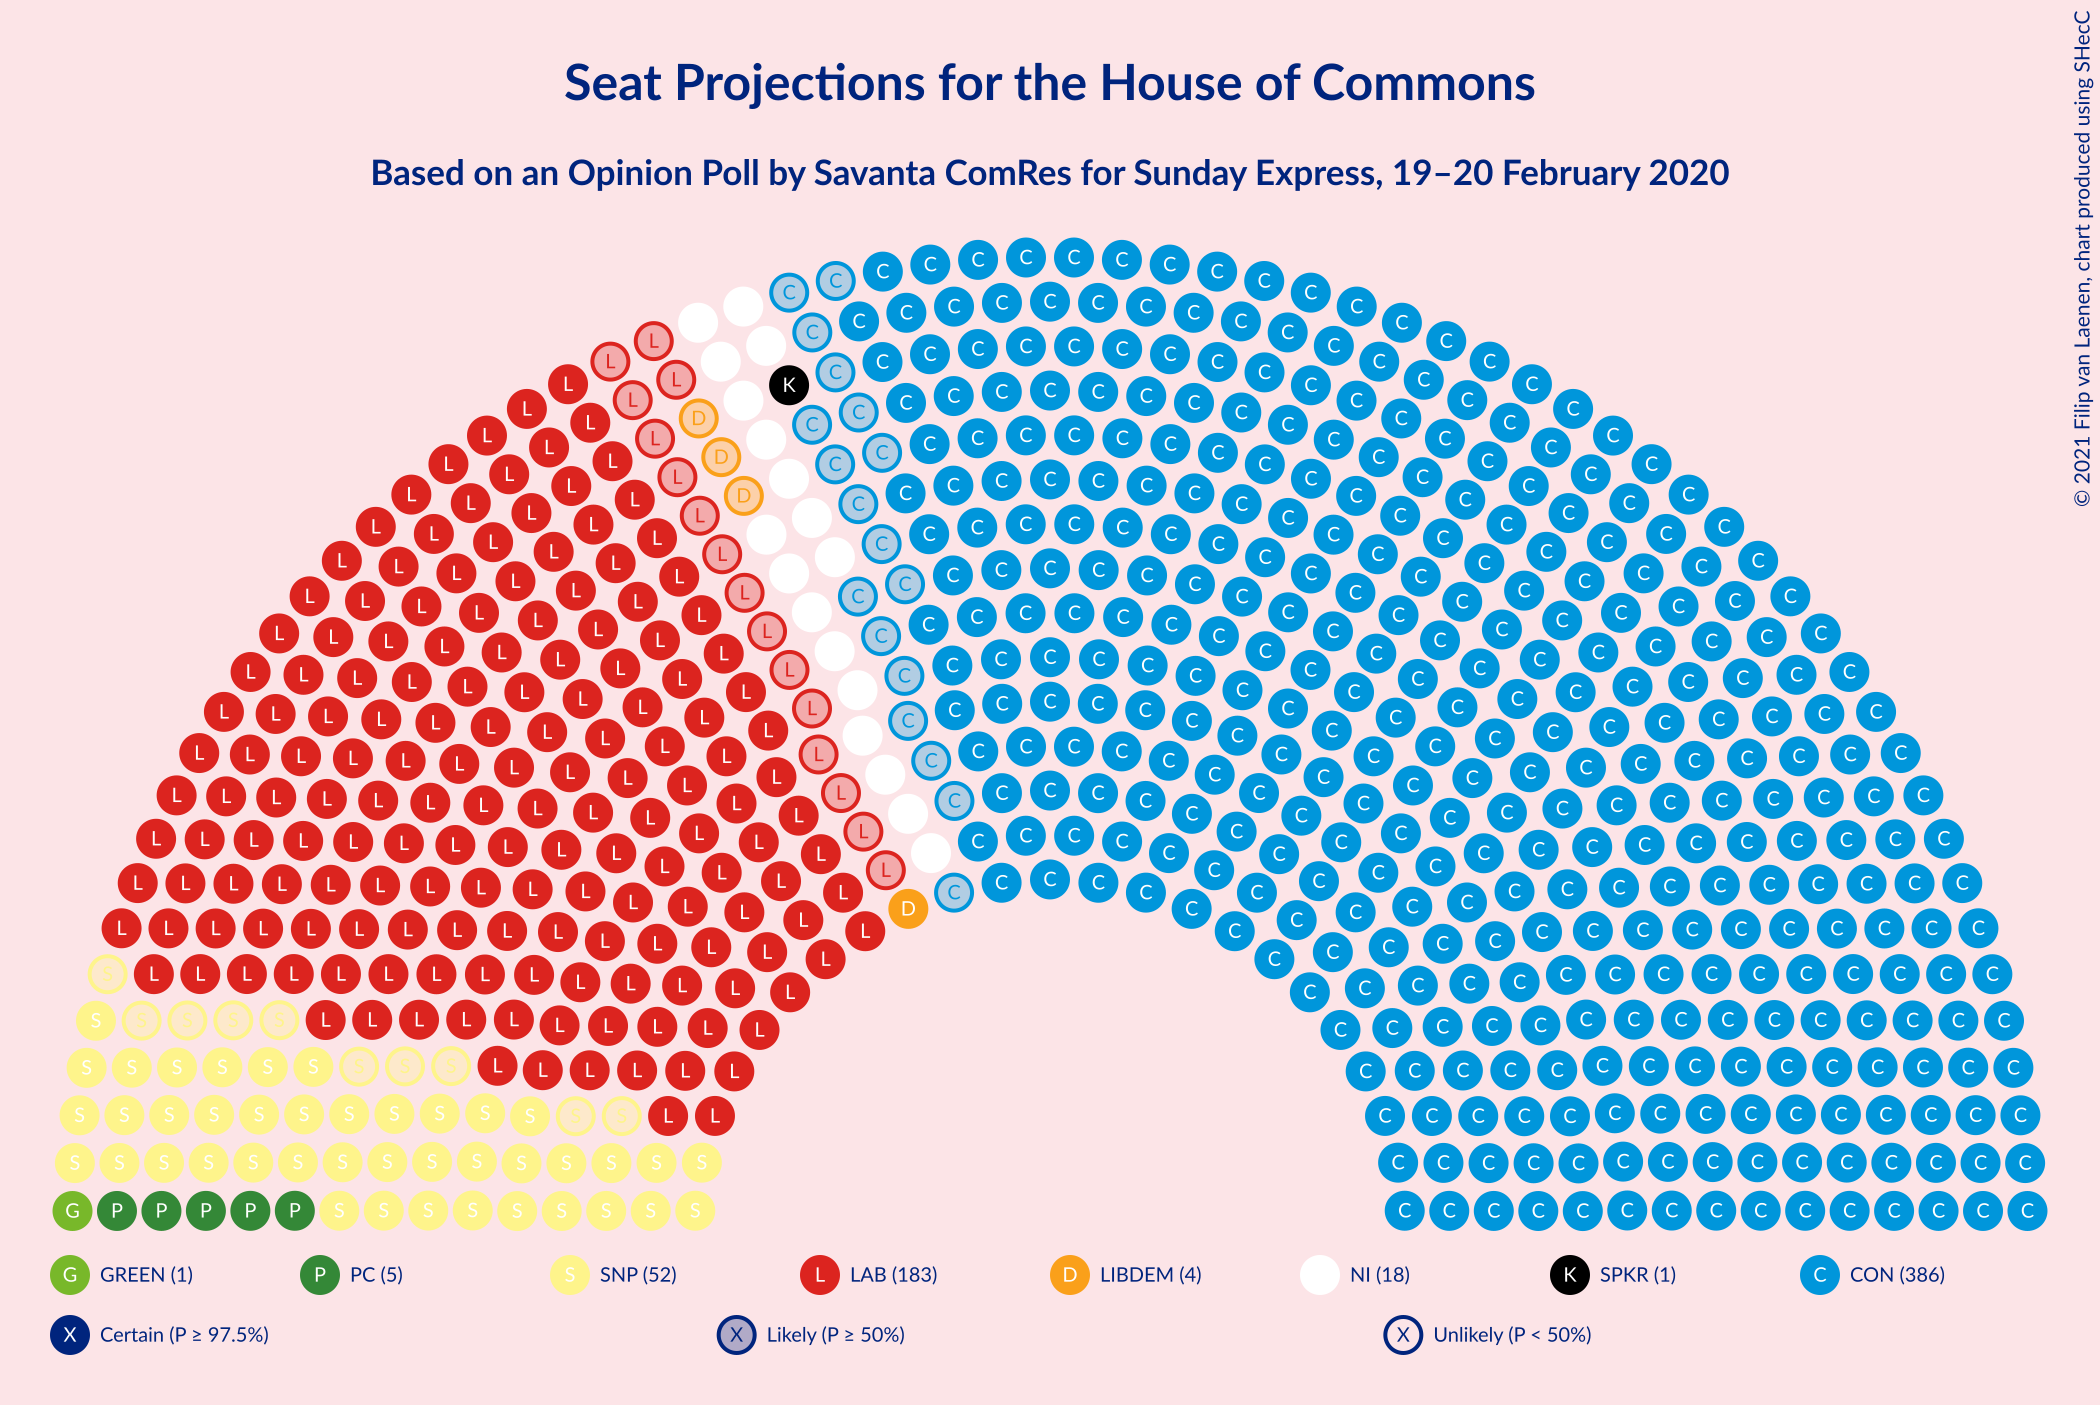 Seat Projections for the House of Commons
Based on an Opinion Poll by Savanta ComRes for Sunday Express, 19–20 February 2020
© 2021 Filip van Laenen, chart produced using SHecC
G GREEN (1)
P PC (5)
S SNP (52)
L LAB (183)
D LIBDEM (4)
NI (18)
K SPKR (1)
C CON (386)
X Certain (P ≥ 97.5%)
X Likely (P ≥ 50%)
X Unlikely (P < 50%)